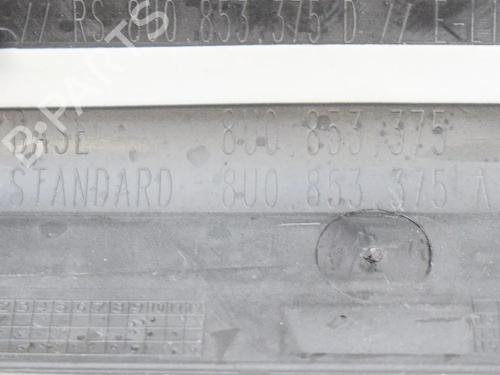 // RS 8U0.853.375 D // E-L
BASE 8U0.853.375
STANDARD 8U0.853 375 A